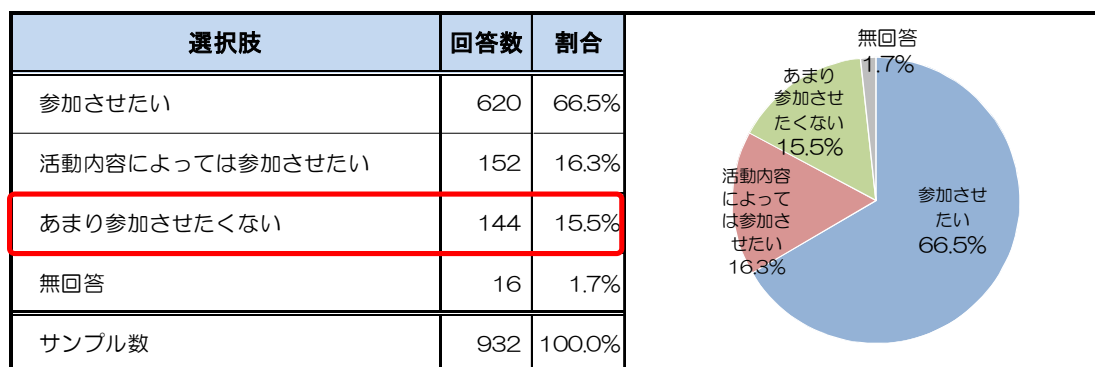 選択肢 回答数 割合
参加させたい 620 66.5%
活動内容によっては参加させたい 152 16.3%
あまり参加させたくない 144 15.5%
無回答 16 1.7%
サンプル数 932 100.0%
無回答
1.7%
あまり
参加させ
たくない
15.5%
活動内容
によって
は参加さ
せたい
16.3%
参加させ
たい
66.5%